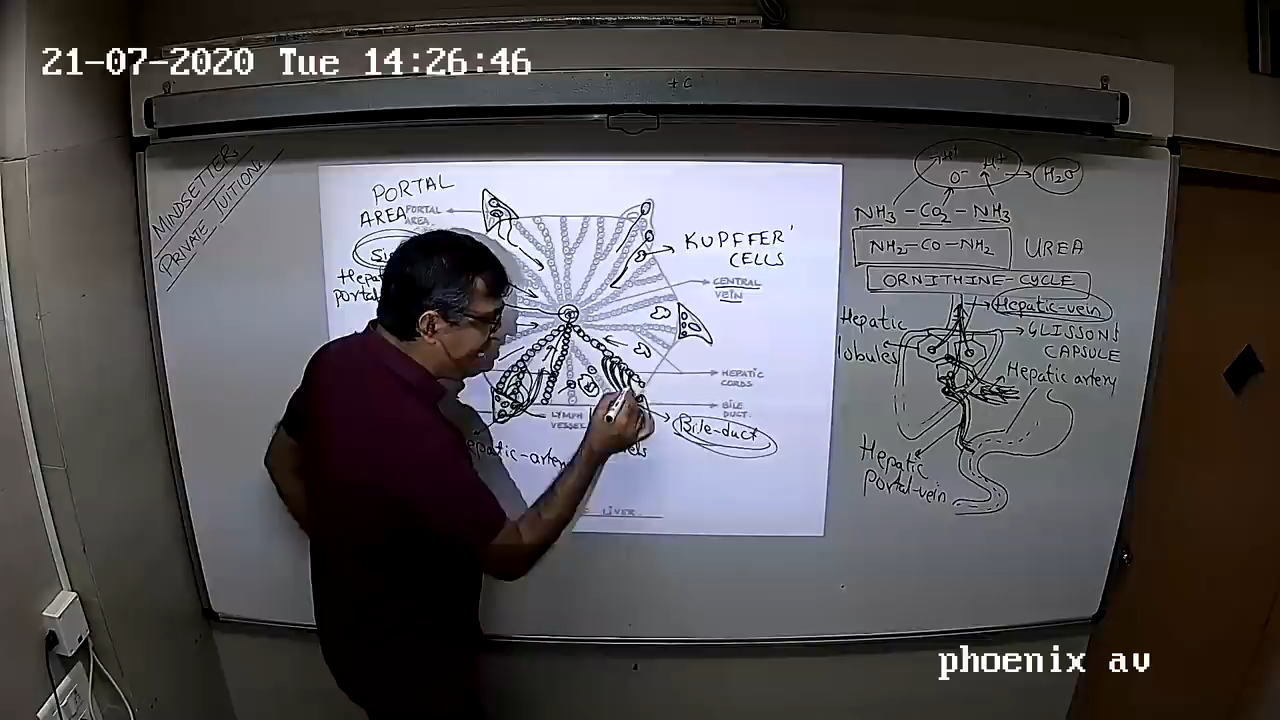 21-07-2020 Tue 14:26:46
MINDSETTER
PRIVATE TUITIONS
PORTAL
AREA
PORTAL
AREA
KUPFFER'
CELLS
CENTRAL
VEIN
HEPATIC
CORDS
BILE
DUCT
Bile-duct
LYMPH
VESSEL
LIVER
H+
O-
H+
H2O
NH3 - CO2 - NH3
NH2 - CO - NH2
UREA
ORNITHINE-CYCLE
Hepatic-vein
Hepatic
lobules
GLISSON'S
CAPSULE
Hepatic artery
Hepatic
portal-vein
phoenix av